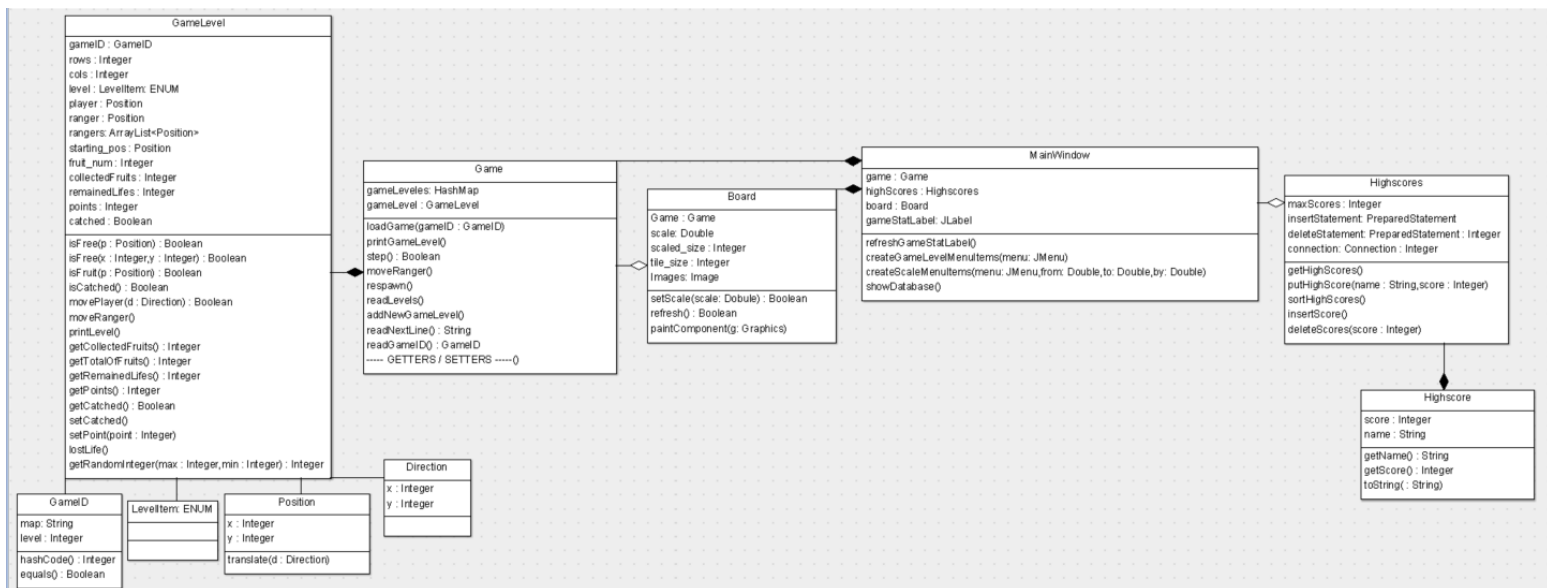 GameLevel
gameID : GameID
rows : Integer
cols : Integer
level : LevelItem: ENUM
player : Position
ranger : Position
rangers: ArrayList<Position>
starting_pos : Position
fruit_num : Integer
collectedFruits : Integer
remainedLifes : Integer
points : Integer
catched : Boolean
isFree(p : Position) : Boolean
isFree(x : Integer,y : Integer) : Boolean
isFruit(p : Position) : Boolean
isCatched() : Boolean
movePlayer(d : Direction) : Boolean
moveRanger()
printLevel()
getCollectedFruits() : Integer
getTotalOfFruits() : Integer
getRemainedLifes() : Integer
getPoints() : Integer
getCatched() : Boolean
setCatched()
setPoint(point : Integer)
lostLife()
getRandomInteger(max : Integer,min : Integer) : Integer
GameID
map: String
level : Integer
hashCode() : Integer
equals() : Boolean
LevelItem: ENUM
Position
x : Integer
y : Integer
translate(d : Direction)
Direction
x : Integer
y : Integer
Game
gameLeveles: HashMap
gameLevel : GameLevel
loadGame(gameID : GameID)
printGameLevel()
step() : Boolean
moveRanger()
respawn()
readLevels()
addNewGameLevel()
readNextLine() : String
readGameID() : GameID
----- GETTERS / SETTERS -----()
Board
Game : Game
scale: Double
scaled_size : Integer
tile_size : Integer
Images: Image
setScale(scale: Dobule) : Boolean
refresh() : Boolean
paintComponent(g: Graphics)
MainWindow
game : Game
highScores : Highscores
board : Board
gameStatLabel: JLabel
refreshGameStatLabel()
createGameLevelMenuItems(menu: JMenu)
createScaleMenuItems(menu: JMenu,from: Double,to: Double,by: Double)
showDatabase()
Highscores
maxScores : Integer
insertStatement: PreparedStatement
deleteStatement: PreparedStatement : Integer
connection: Connection : Integer
getHighScores()
putHighScore(name : String,score : Integer)
sortHighScores()
insertScore()
deleteScores(score : Integer)
Highscore
score : Integer
name : String
getName() : String
getScore() : Integer
toString( : String)